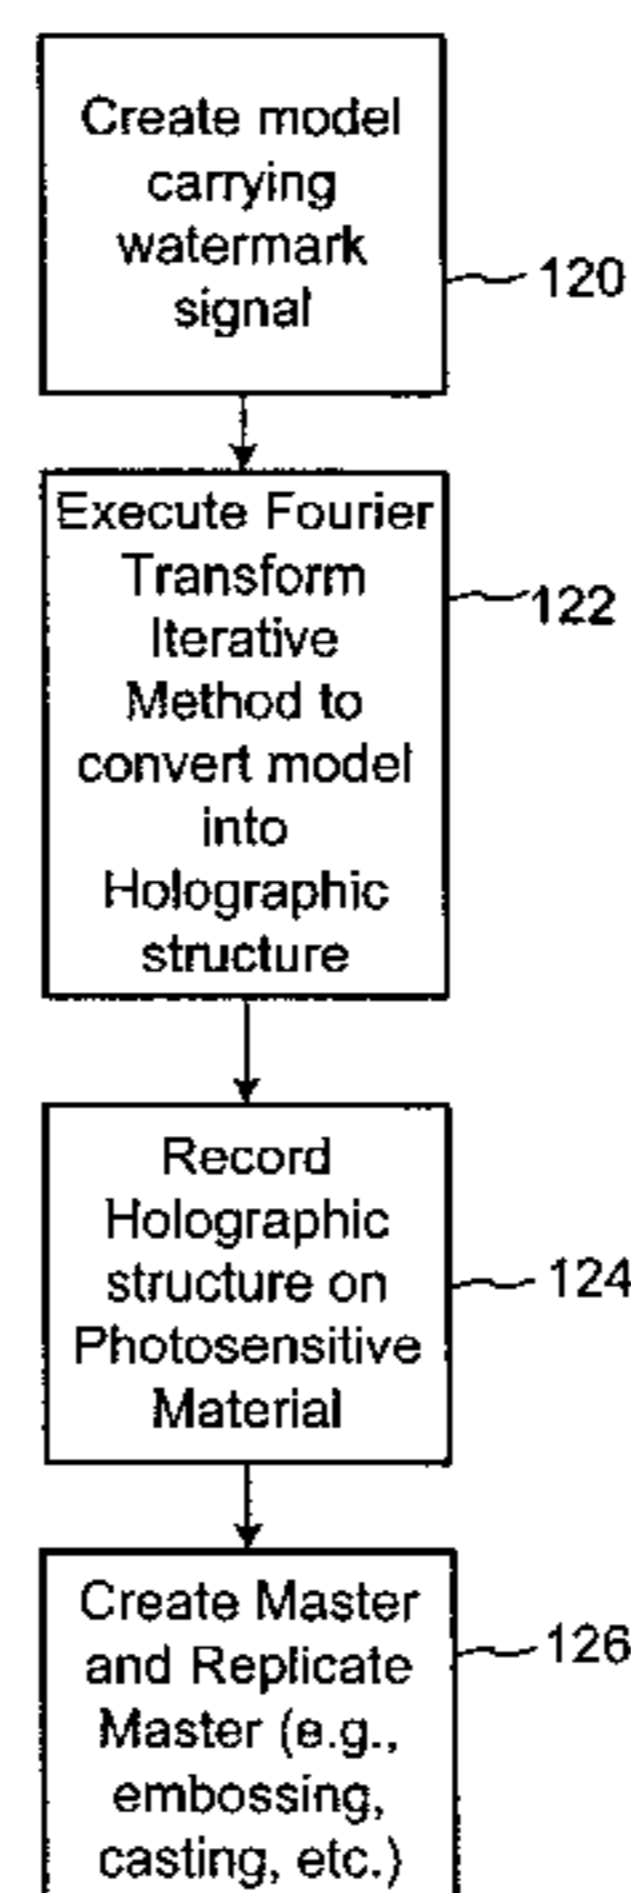 Create model
carrying
watermark
signal
120
Execute Fourier
Transform
Iterative
Method to
convert model
into
Holographic
structure
122
Record
Holographic
structure on
Photosensitive
Material
124
Create Master
and Replicate
Master (e.g.,
embossing,
casting, etc.)
126